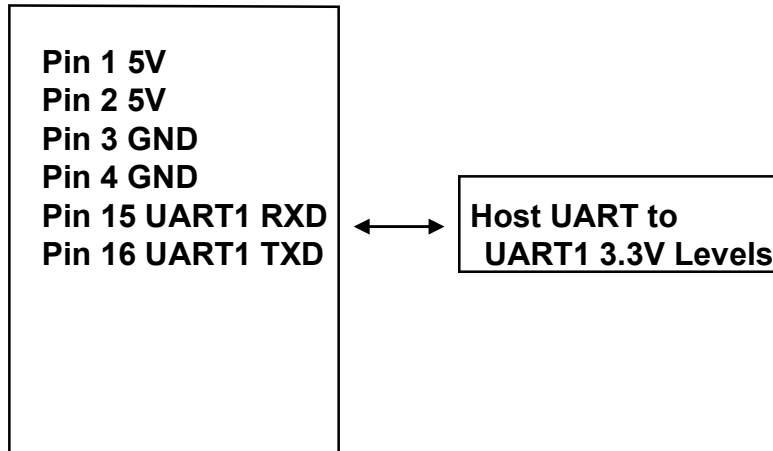 Pin 1 5V
Pin 2 5V
Pin 3 GND
Pin 4 GND
Pin 15 UART1 RXD
Pin 16 UART1 TXD
Host UART to
UART1 3.3V Levels